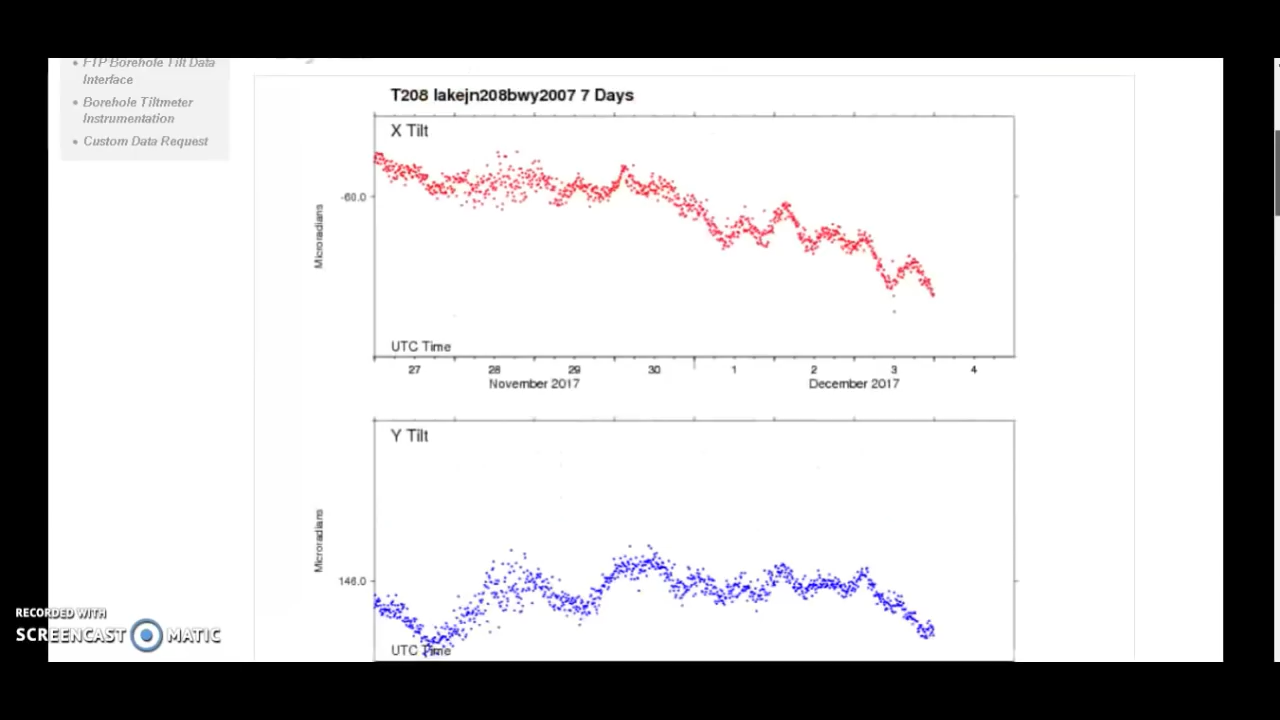 FTP Borehole Tilt Data
Interface
Borehole Tiltmeter
Instrumentation
Custom Data Request
T208 lakejn208bwy2007 7 Days
X Tilt
-60.0
Microradians
UTC Time
27 28 29 30 1 2 3 4
November 2017 December 2017
Y Tilt
Microradians
146.0
UTC Time
RECORDED WITH
SCREENCAST MATIC